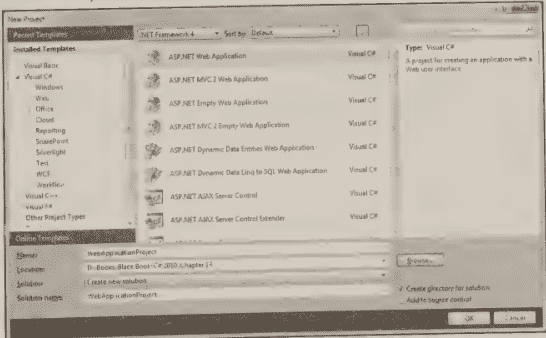 New Project
Recent Templates
.NET Framework 4
Sort by: Default
Installed Templates
Visual Basic
Visual C#
Windows
Web
Office
Cloud
Reporting
SharePoint
Silverlight
Test
WCF
Workflow
Visual C++
Visual F#
Other Project Types
Online Templates
ASP.NET Web Application Visual C#
ASP.NET MVC 2 Web Application Visual C#
ASP.NET Empty Web Application Visual C#
ASP.NET MVC 2 Empty Web Application Visual C#
ASP.NET Dynamic Data Entities Web Application Visual C#
ASP.NET Dynamic Data Linq to SQL Web Application Visual C#
ASP.NET AJAX Server Control Visual C#
ASP.NET AJAX Server Control Extender Visual C#
Type: Visual C#
A project for creating an application with a
Web user interface
Name: WebApplicationProject
Location:
Browse...
Solution: Create new solution
Solution name: WebApplicationProject
Create directory for solution
Add to source control
OK
Cancel